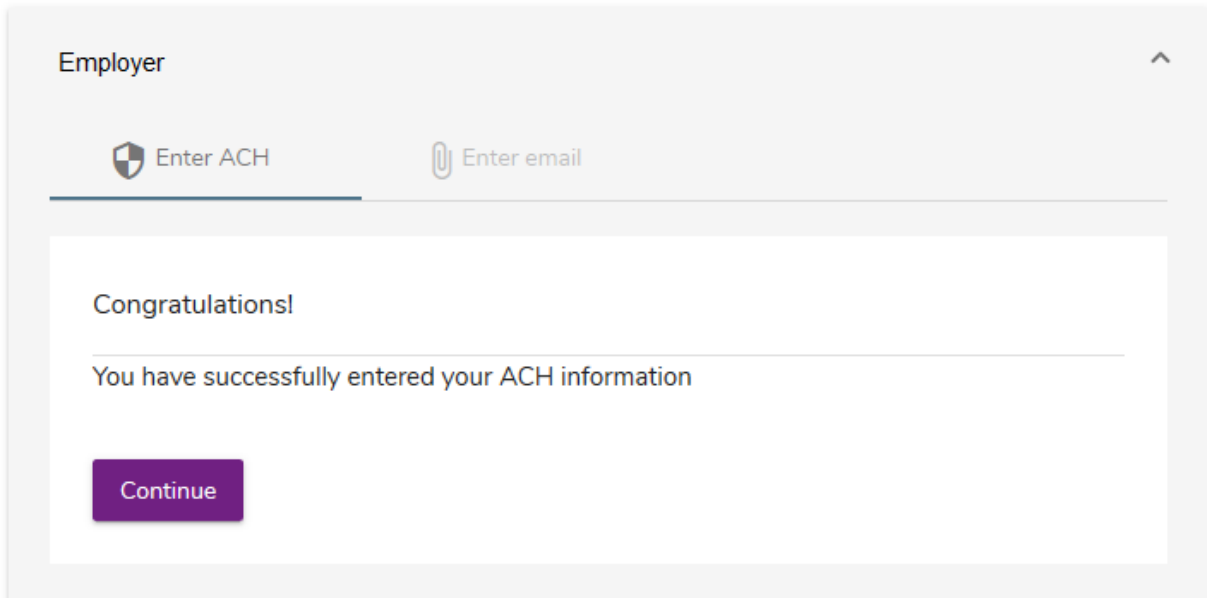 Employer
Enter ACH
Enter email
Congratulations!
You have successfully entered your ACH information
Continue